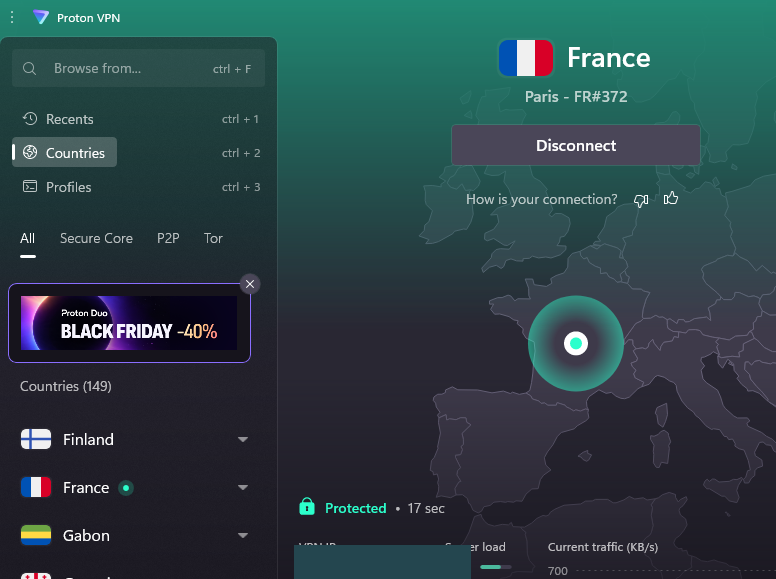 Proton VPN
Browse from...
ctrl + F
Recents
ctrl + 1
Countries
ctrl + 2
Profiles
ctrl + 3
All
Secure Core
P2P
Tor
Proton Duo
BLACK FRIDAY -40%
Countries (149)
Finland
France
Gabon
France
Paris - FR#372
Disconnect
How is your connection?
Protected • 17 sec
load
Current traffic (KB/s)
700